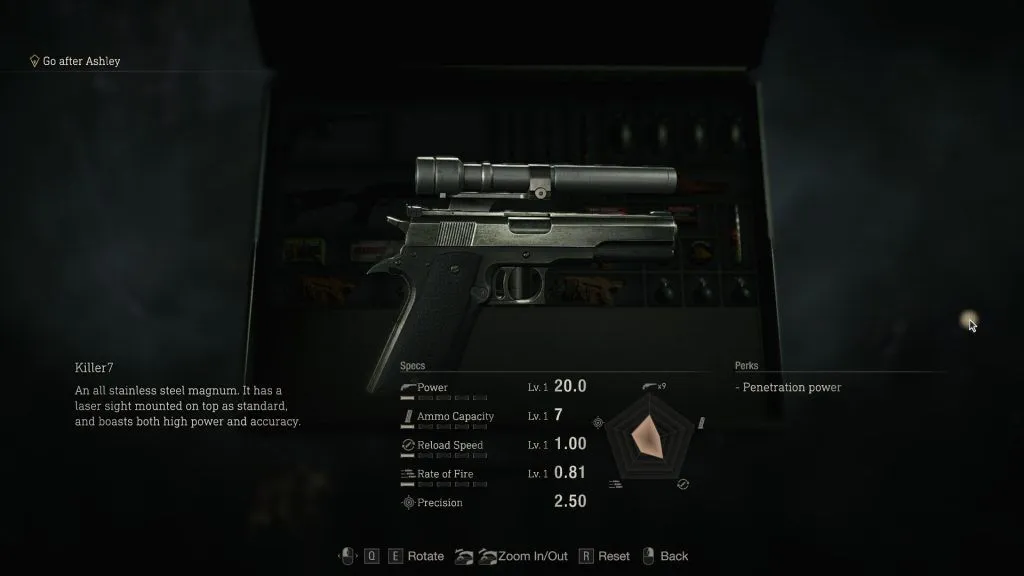 Go after Ashley
Killer7
An all stainless steel magnum. It has a
laser sight mounted on top as standard,
and boasts both high power and accuracy.
Specs
Power Lv. 1 20.0
Ammo Capacity Lv. 1 7
Reload Speed Lv. 1 1.00
Rate of Fire Lv. 1 0.81
Precision 2.50
x9
Perks
- Penetration power
Q E Rotate Zoom In/Out R Reset Back